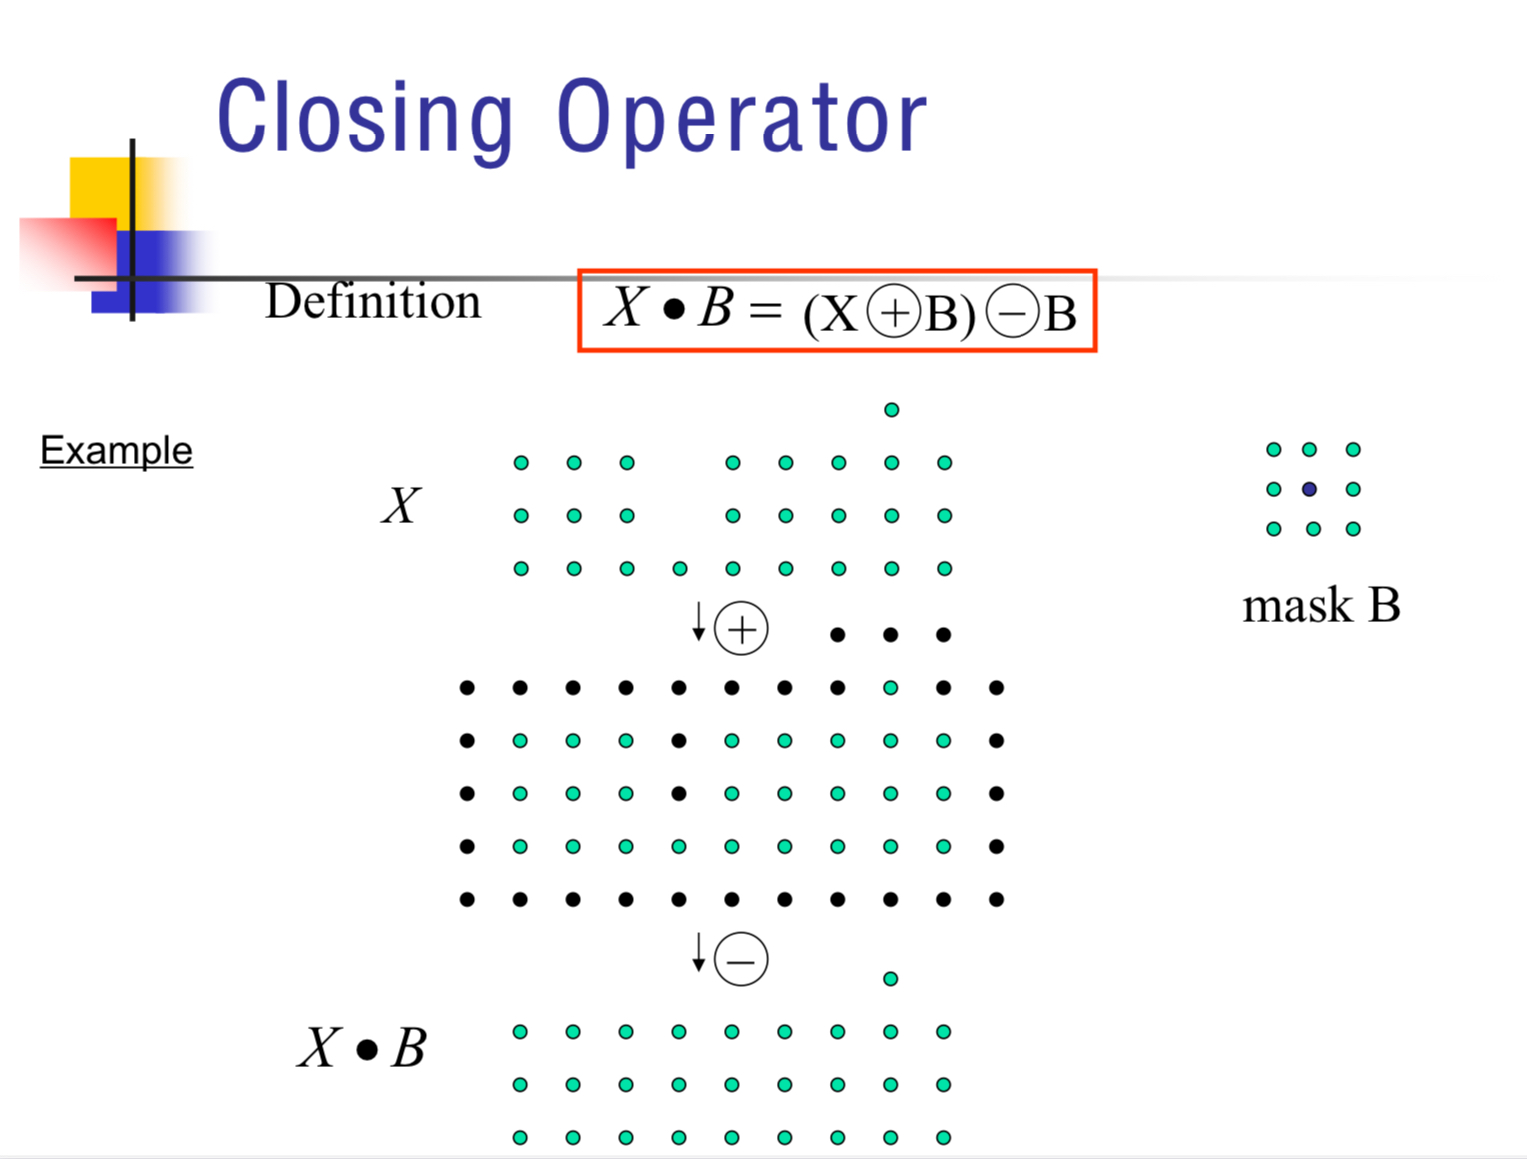 Closing Operator
Definition X • B = (X ⊕ B) ⊖ B
Example
X
mask B
⊕
⊖
X • B